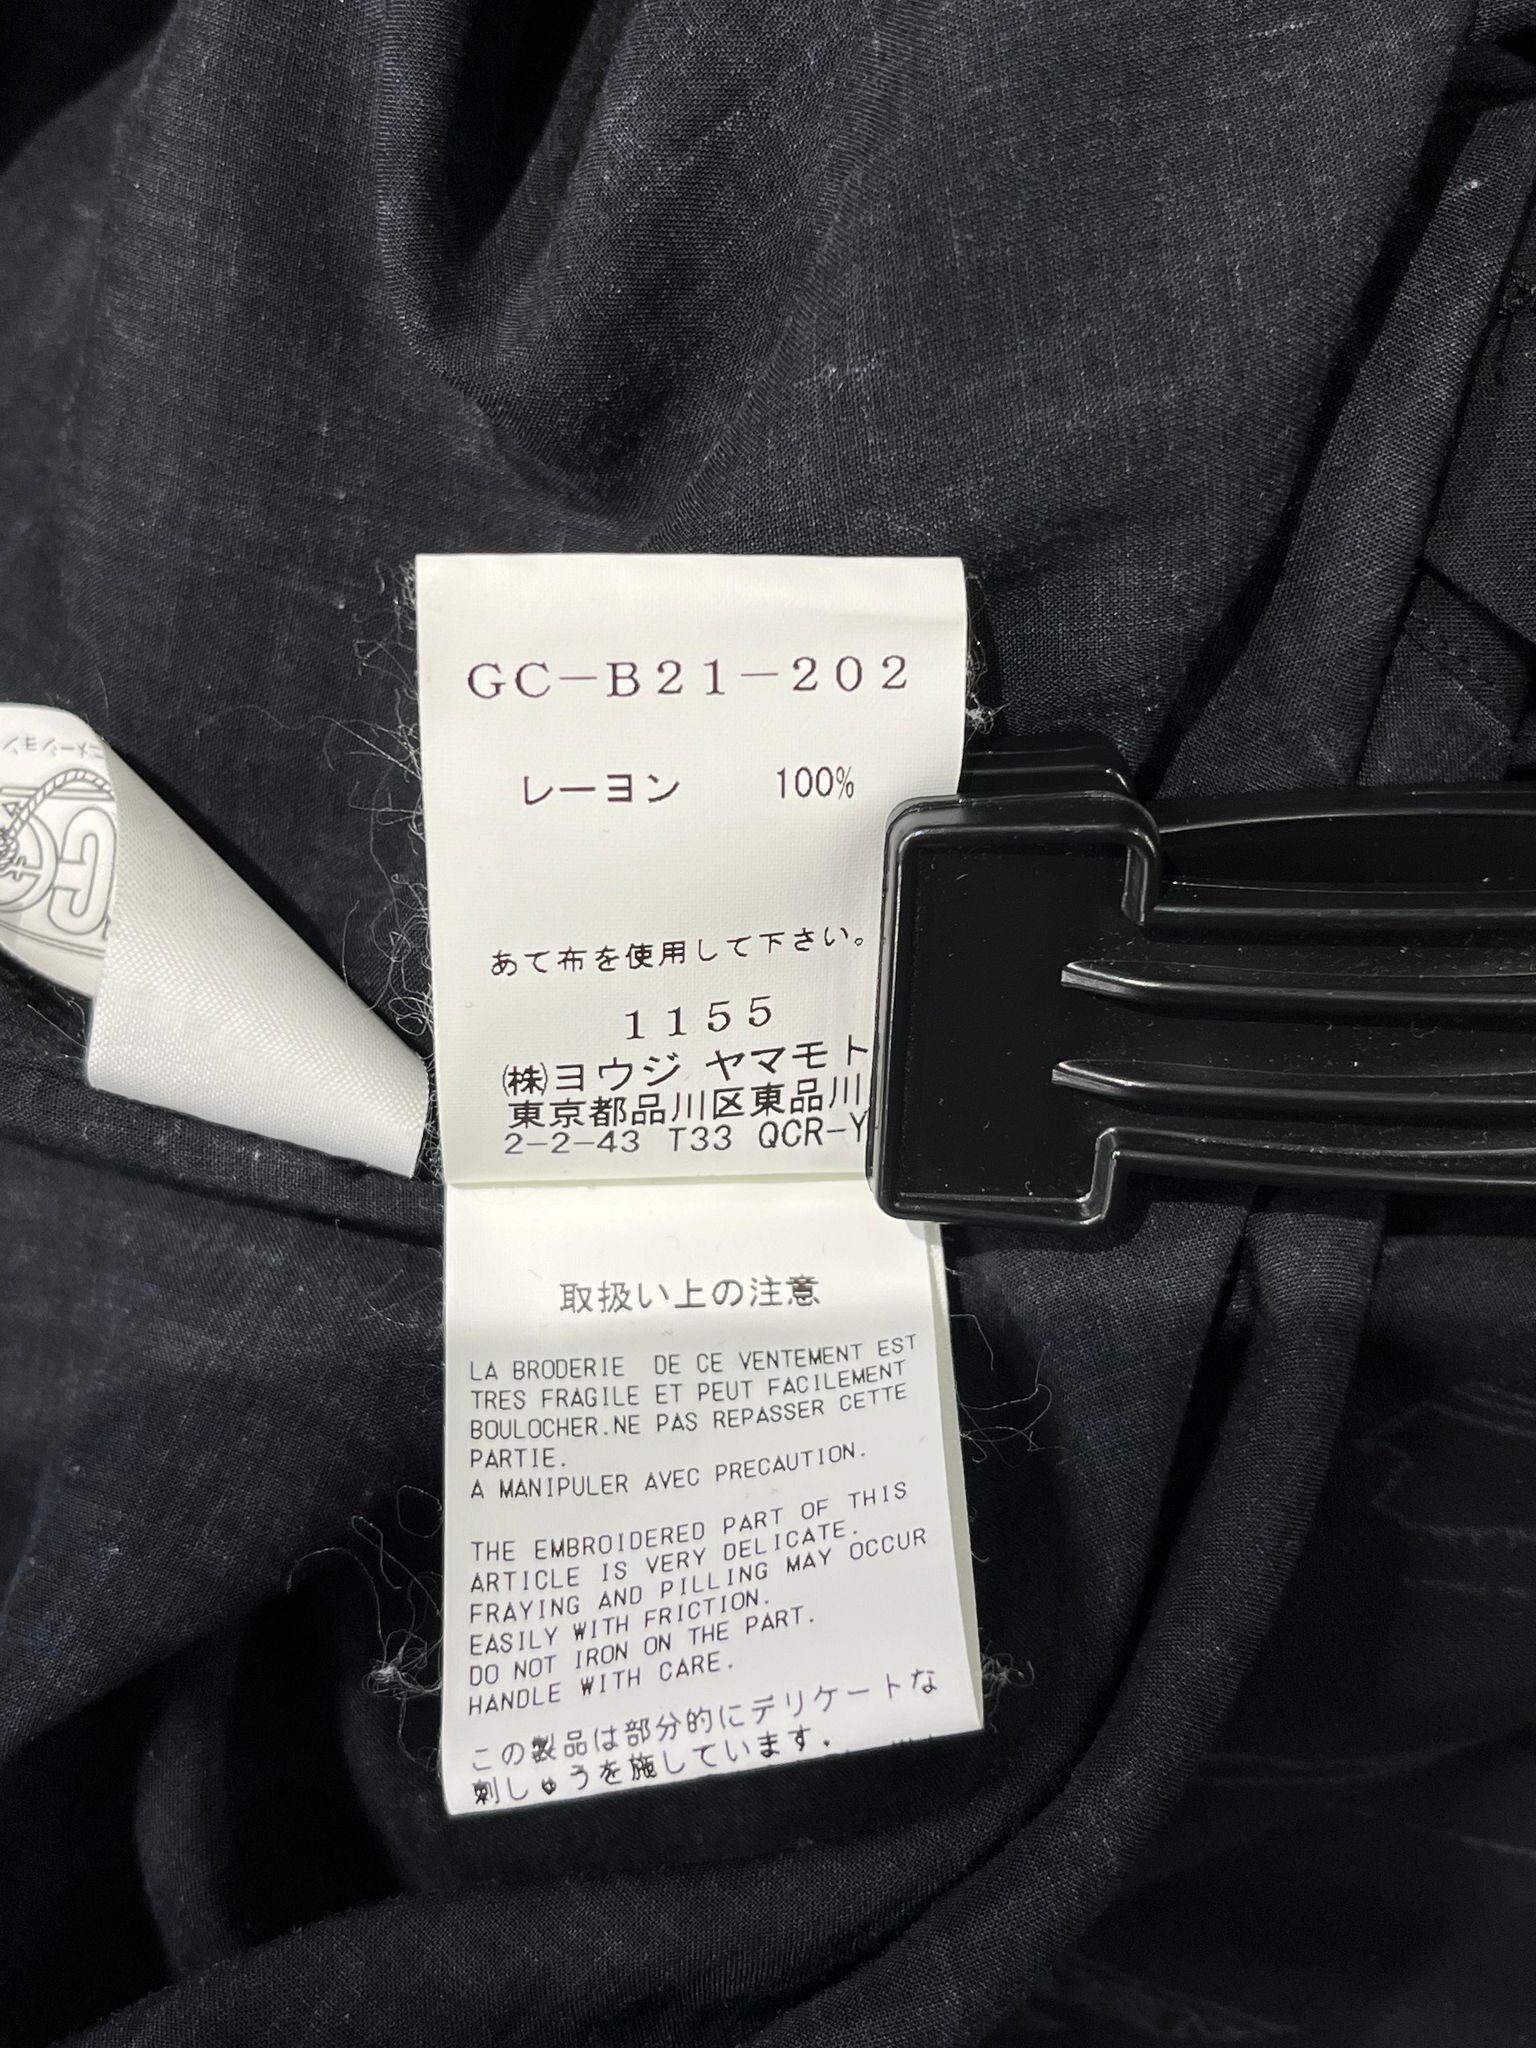 GC-B21-202
レーヨン 100%
あて布を使用して下さい。
1155
㈱ヨウジ ヤマモト
東京都品川区東品川
2-2-43 T33 QCR-Y
取扱い上の注意
LA BRODERIE DE CE VENTEMENT EST
TRES FRAGILE ET PEUT FACILEMENT
BOULOCHER.NE PAS REPASSER CETTE
PARTIE.
A MANIPULER AVEC PRECAUTION.
THE EMBROIDERED PART OF THIS
ARTICLE IS VERY DELICATE.
FRAYING AND PILLING MAY OCCUR
EASILY WITH FRICTION.
DO NOT IRON ON THE PART.
HANDLE WITH CARE.
この製品は部分的にデリケートな
刺しゅうを施しています.